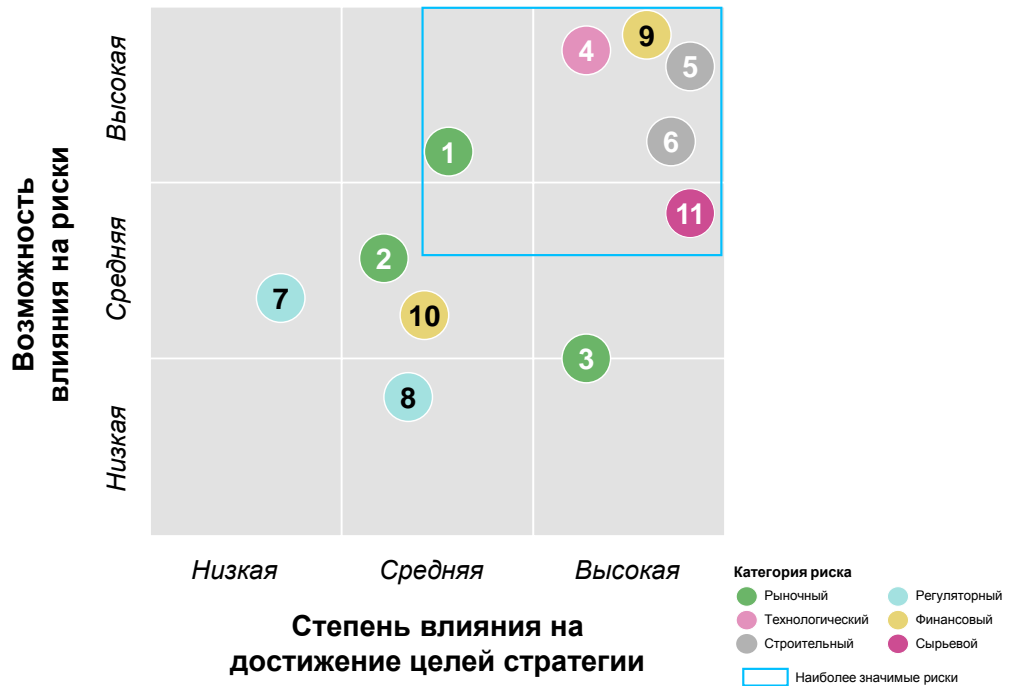 Возможность
влияния на риски
Высокая
Средняя
Низкая
9
4
5
6
1
11
2
7
10
3
8
Низкая
Средняя
Высокая
Степень влияния на
достижение целей стратегии
Категория риска
Рыночный
Регуляторный
Технологический
Финансовый
Строительный
Сырьевой
Наиболее значимые риски